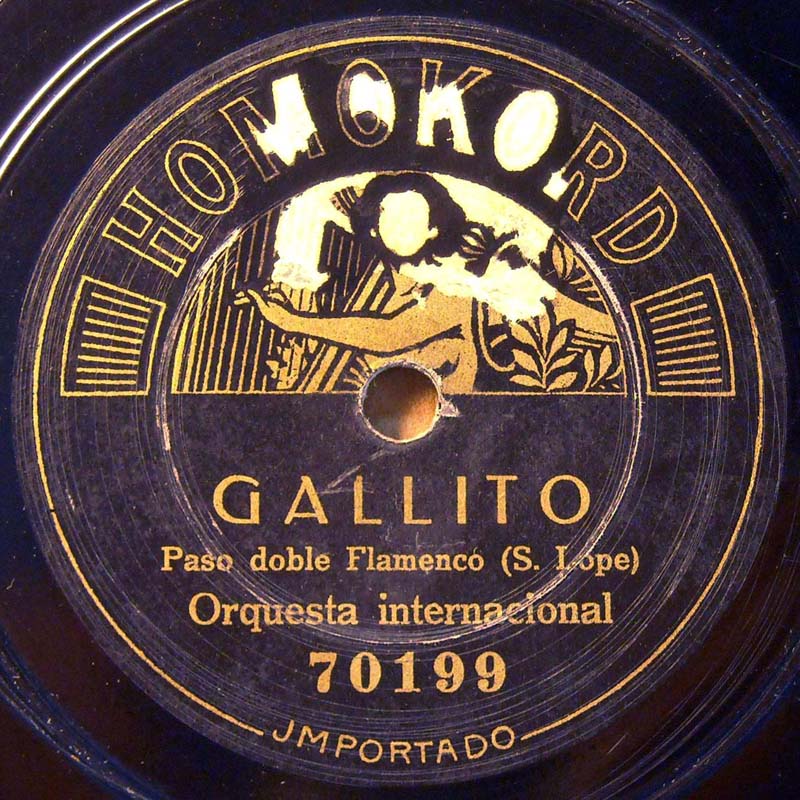 HOMOKORD
GALLITO
Paso doble Flamenco (S. Lope)
Orquesta internacional
70199
JMPORTADO